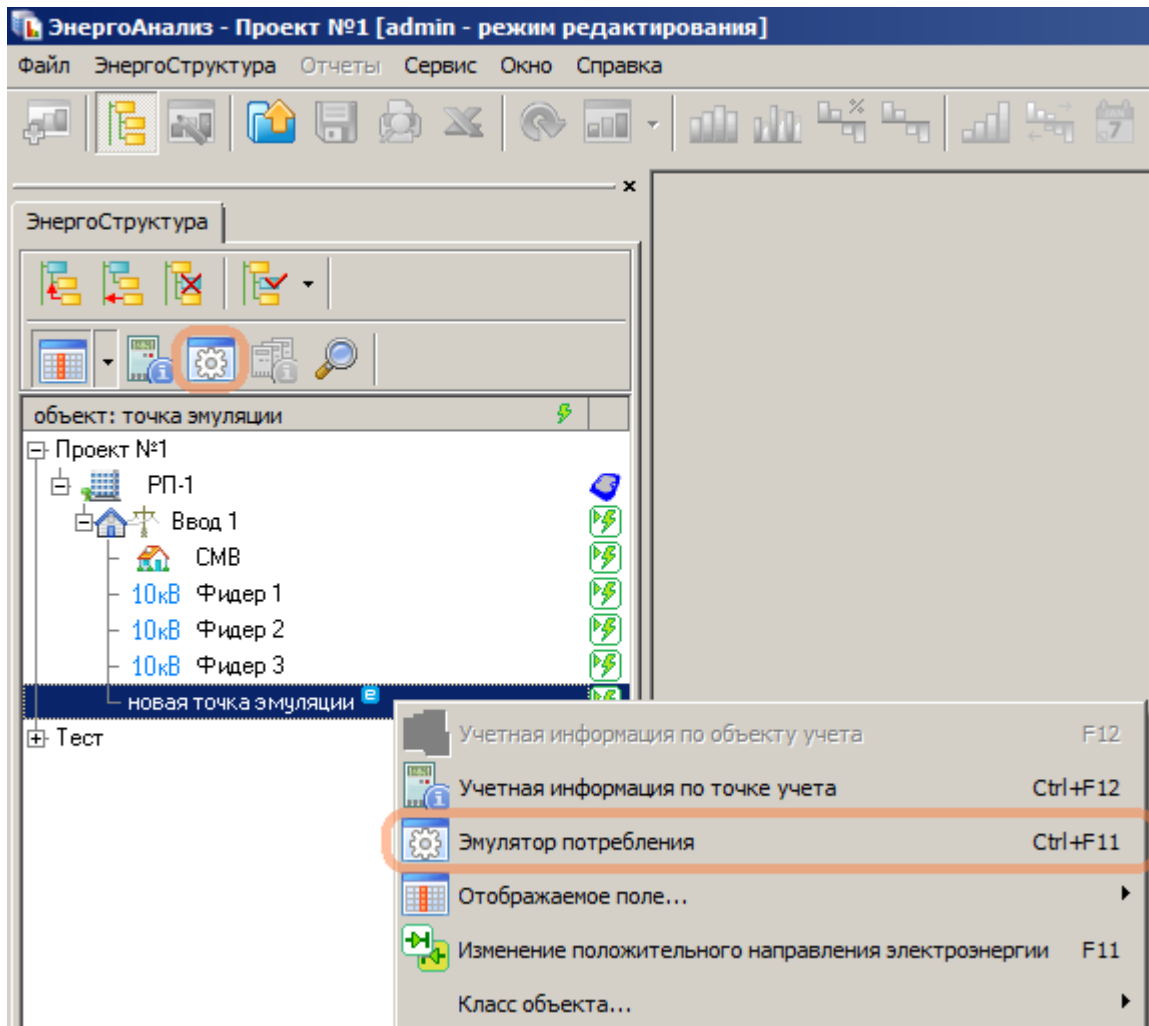 ЭнергоАнализ - Проект №1 [admin - режим редактирования]
Файл ЭнергоСтруктура Отчеты Сервис Окно Справка
ЭнергоСтруктура
объект: точка эмуляции
Проект №1
РП-1
Ввод 1
СМВ
10кВ Фидер 1
10кВ Фидер 2
10кВ Фидер 3
новая точка эмуляции e
Тест
Учетная информация по объекту учета F12
Учетная информация по точке учета Ctrl+F12
Эмулятор потребления Ctrl+F11
Отображаемое поле...
Изменение положительного направления электроэнергии F11
Класс объекта...